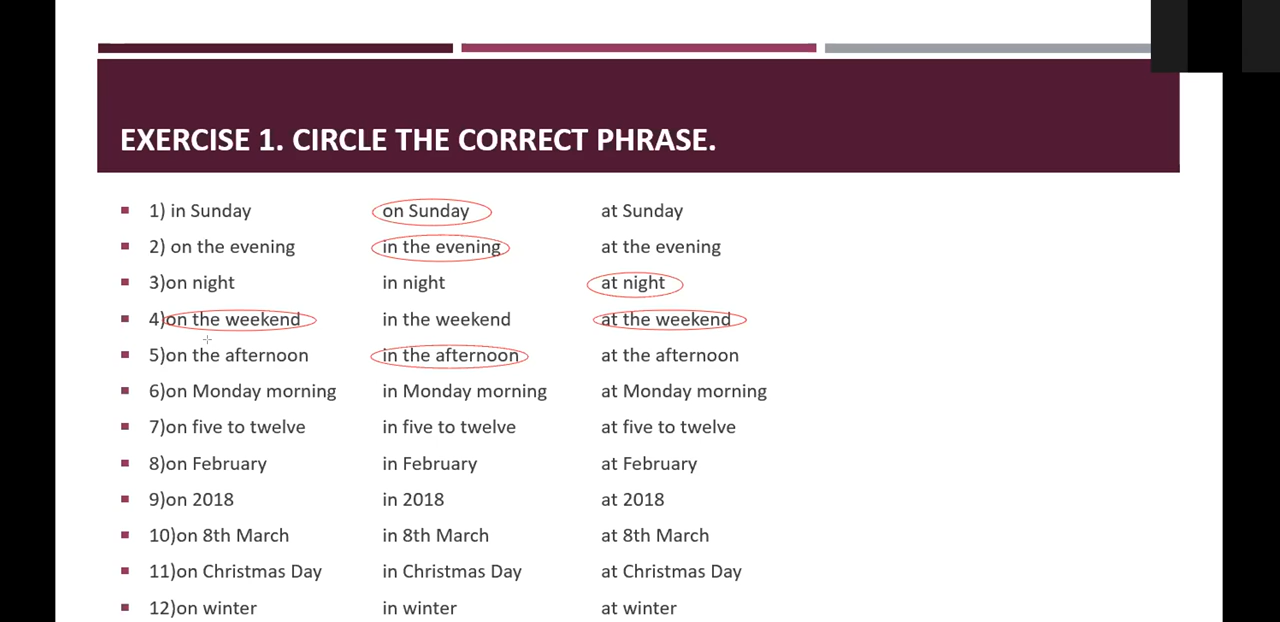 EXERCISE 1. CIRCLE THE CORRECT PHRASE.
1) in Sunday on Sunday at Sunday
2) on the evening in the evening at the evening
3)on night in night at night
4)on the weekend in the weekend at the weekend
5)on the afternoon in the afternoon at the afternoon
6)on Monday morning in Monday morning at Monday morning
7)on five to twelve in five to twelve at five to twelve
8)on February in February at February
9)on 2018 in 2018 at 2018
10)on 8th March in 8th March at 8th March
11)on Christmas Day in Christmas Day at Christmas Day
12)on winter in winter at winter